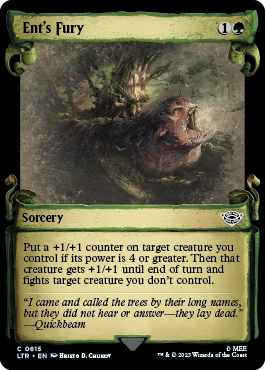 Ent's Fury 1
Sorcery
Put a +1/+1 counter on target creature you
control if its power is 4 or greater. Then that
creature gets +1/+1 until end of turn and
fights target creature you don't control.
"I came and called the trees by their long names,
but they did not hear or answer—they lay dead."
—Quickbeam
C 0615
LTR • EN Hristo D. Chukov
& MEE
™ & © 2023 Wizards of the Coast